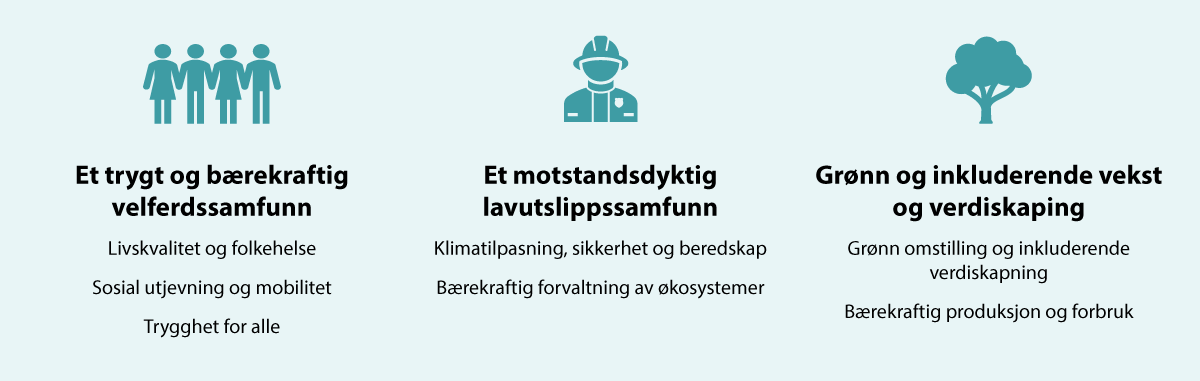 Et trygt og bærekraftig
velferdssamfunn
Livskvalitet og folkehelse
Sosial utjevning og mobilitet
Trygghet for alle
Et motstandsdyktig
lavutslippssamfunn
Klimatilpasning, sikkerhet og beredskap
Bærekraftig forvaltning av økosystemer
Grønn og inkluderende vekst
og verdiskaping
Grønn omstilling og inkluderende
verdiskapning
Bærekraftig produksjon og forbruk